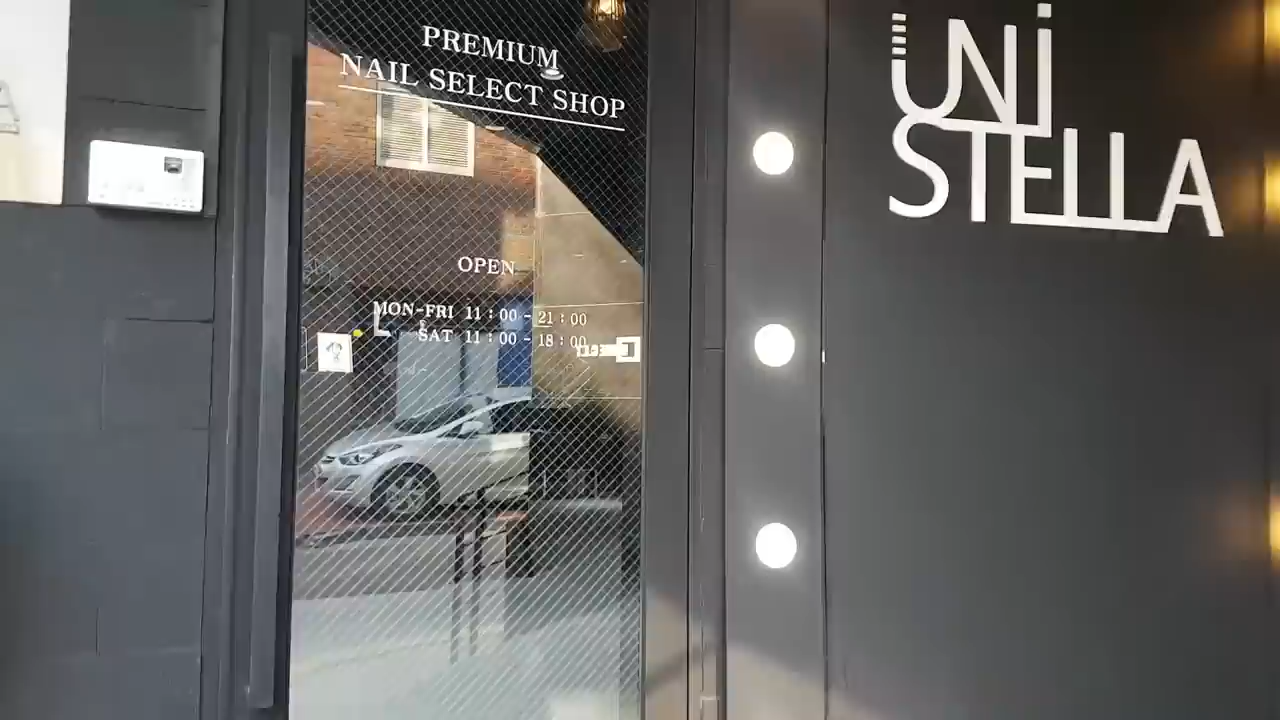 PREMIUM
NAIL SELECT SHOP
OPEN
MON-FRI 11:00 - 21:00
SAT 11:00 - 18:00
UNI
STELLA